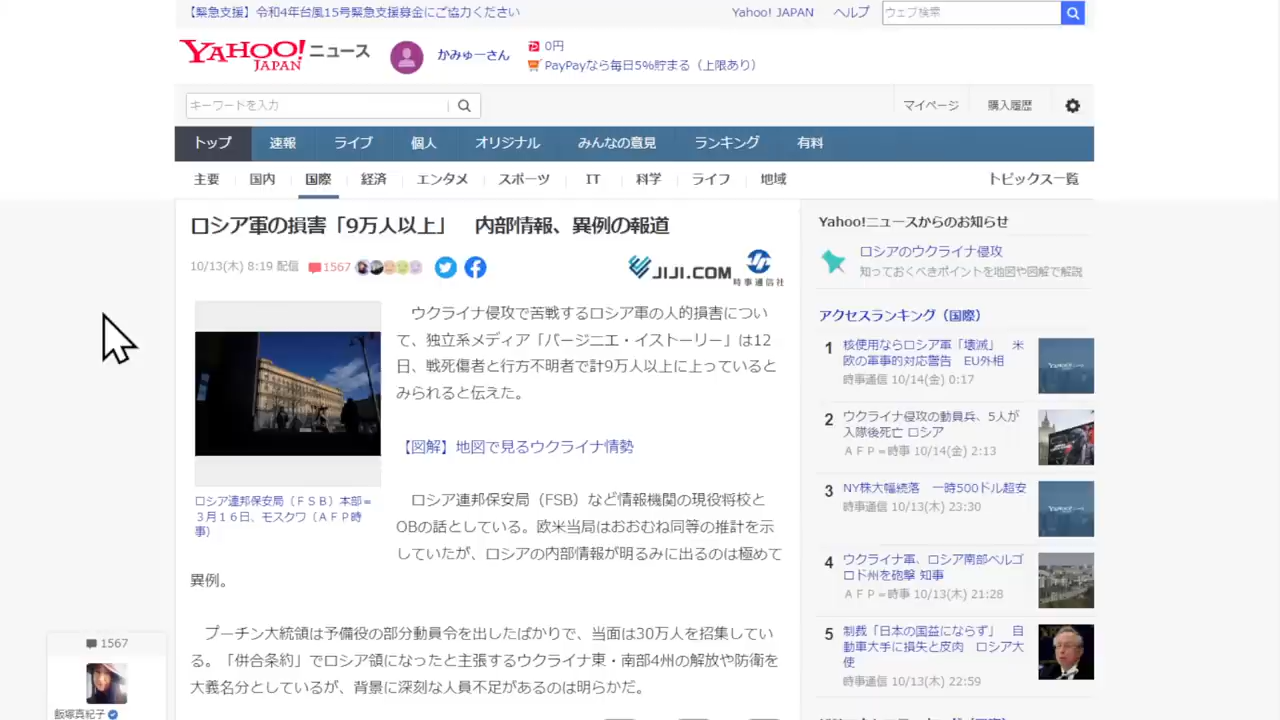 【緊急支援】令和4年台風15号緊急支援募金にご協力ください
Yahoo! JAPAN ヘルプ ウェブ検索
YAHOO! JAPAN ニュース
かみゅーさん
0円
PayPayなら毎日5%貯まる（上限あり）
キーワードを入力
マイページ 購入履歴
トップ 速報 ライブ 個人 オリジナル みんなの意見 ランキング 有料
主要 国内 国際 経済 エンタメ スポーツ IT 科学 ライフ 地域 トピックス一覧
ロシア軍の損害「9万人以上」　内部情報、異例の報道
10/13(木) 8:19 配信 1567
JIJI.COM 時事通信社
ウクライナ侵攻で苦戦するロシア軍の人的損害につい
て、独立系メディア「バージニエ・イストーリー」は12
日、戦死傷者と行方不明者で計9万人以上に上っていると
みられると伝えた。
【図解】地図で見るウクライナ情勢
ロシア連邦保安局（ＦＳＢ）本部＝
３月１６日、モスクワ（ＡＦＰ時
事）
ロシア連邦保安局（FSB）など情報機関の現役将校と
OBの話としている。欧米当局はおおむね同等の推計を示
していたが、ロシアの内部情報が明るみに出るのは極めて
異例。
プーチン大統領は予備役の部分動員令を出したばかりで、当面は30万人を招集してい
る。「併合条約」でロシア領になったと主張するウクライナ東・南部4州の解放や防衛を
大義名分としているが、背景に深刻な人員不足があるのは明らかだ。
1567
飯塚真紀子
Yahoo!ニュースからのお知らせ
ロシアのウクライナ侵攻
知っておくべきポイントを地図や図解で解説
アクセスランキング（国際）
1 核使用ならロシア軍「壊滅」　米
欧の軍事的対応警告　EU外相
時事通信 10/14(金) 0:17
2 ウクライナ侵攻の動員兵、5人が
入隊後死亡 ロシア
ＡＦＰ＝時事 10/14(金) 2:13
3 NY株大幅続落　一時500ドル超安
時事通信 10/13(木) 23:30
4 ウクライナ軍、ロシア南部ベルゴ
ロド州を砲撃 知事
ＡＦＰ＝時事 10/13(木) 21:28
5 制裁「日本の国益にならず」　自
動車大手に損失と皮肉　ロシア大
使
時事通信 10/13(木) 22:59